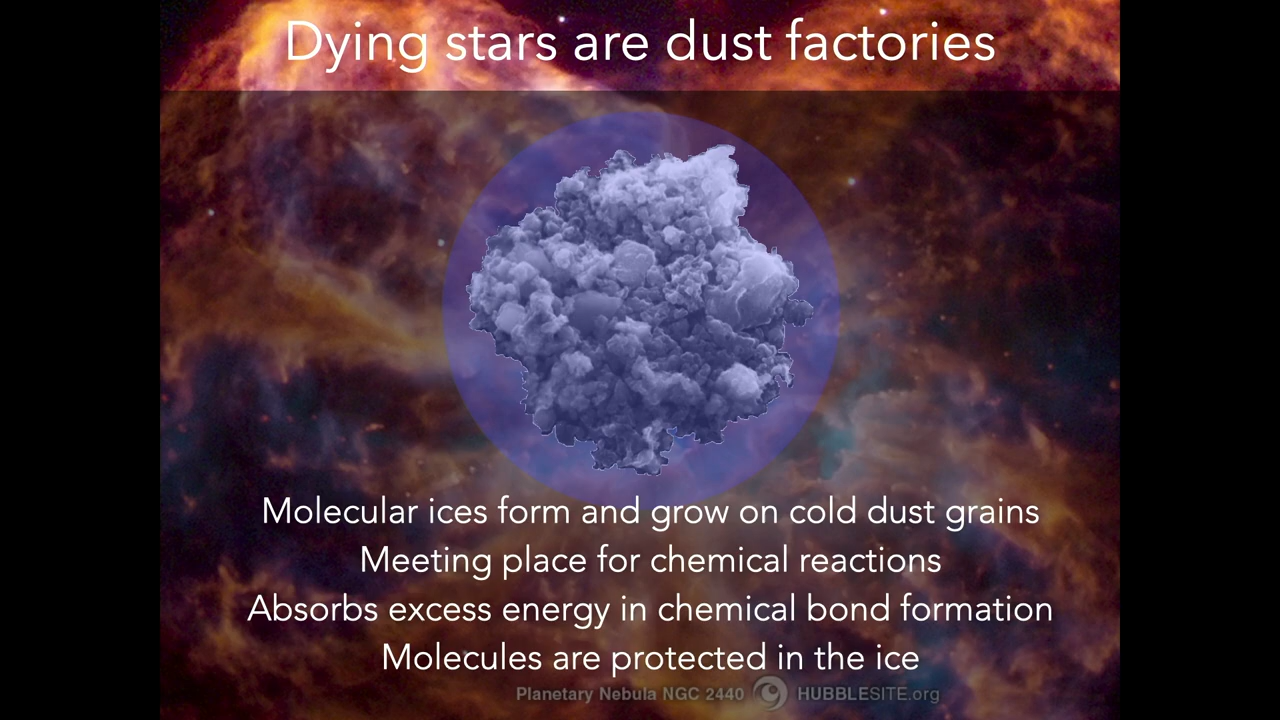 Dying stars are dust factories
Molecular ices form and grow on cold dust grains
Meeting place for chemical reactions
Absorbs excess energy in chemical bond formation
Molecules are protected in the ice
Planetary Nebula NGC 2440 HUBBLESITE.org